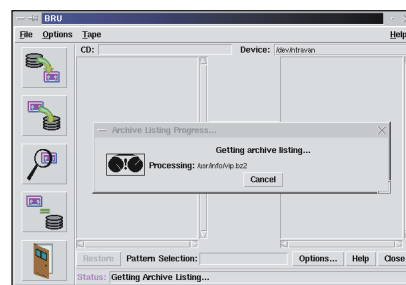 BRU
File Options Tape Help
CD: Device: /dev/ntravan
Archive Listing Progress...
Getting archive listing...
Processing: /usr/info/vip.bz2
Cancel
Restore Pattern Selection: Options... Help Close
Status: Getting Archive Listing...